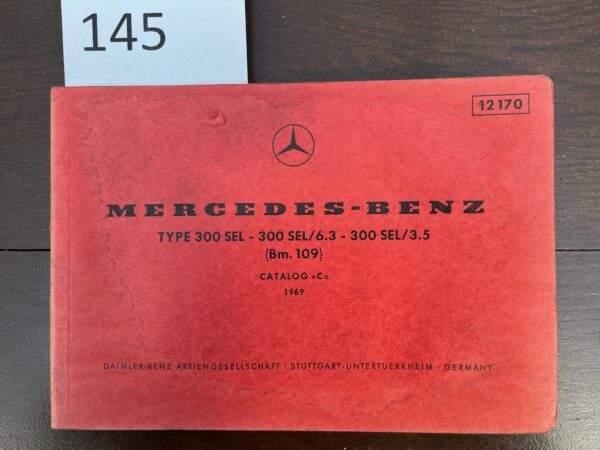 145
12170
MERCEDES-BENZ
TYPE 300 SEL - 300 SEL/6.3 - 300 SEL/3.5
(Bm. 109)
CATALOG »C«
1969
DAIMLER-BENZ AKTIENGESELLSCHAFT · STUTTGART-UNTERTUERKHEIM · GERMANY